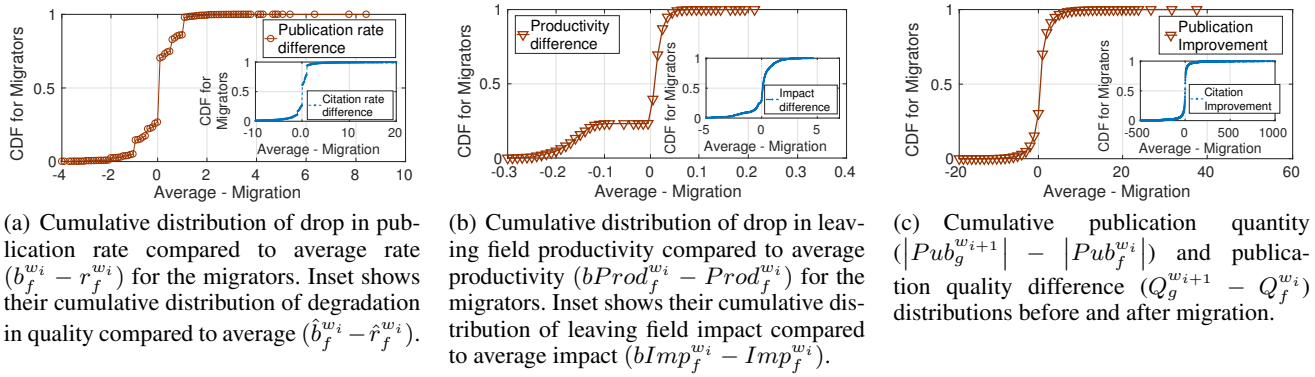 CDF for Migrators
1
0.5
0
Publication rate
difference
CDF for
Migrators
1
0.5
0
Citation rate
difference
-10 0.0 10 20
Average - Migration
-4 -2 0 2 4 6 8 10
Average - Migration
(a) Cumulative distribution of drop in pub-
lication rate compared to average rate
(b_f^{w_i} − r_f^{w_i}) for the migrators. Inset shows
their cumulative distribution of degradation
in quality compared to average (b̂_f^{w_i} − r̂_f^{w_i}).
CDF for Migrators
1
0.5
0
Productivity
difference
1
0.5
0
Impact
difference
-5 0 5
Average - Migration
-0.3 -0.2 -0.1 0 0.1 0.2 0.3 0.4
Average - Migration
(b) Cumulative distribution of drop in leav-
ing field productivity compared to average
productivity (bProd_f^{w_i} − Prod_f^{w_i}) for the
migrators. Inset shows their cumulative dis-
tribution of leaving field impact compared
to average impact (bImp_f^{w_i} − Imp_f^{w_i}).
CDF for Migrators
1
0.5
0
Publication
Improvement
1
0.5
0
Citation
Improvement
-500 0 500 1000
Average - Migration
-20 0 20 40 60
Average - Migration
(c) Cumulative publication quantity
(|Pub_g^{w_{i+1}}| − |Pub_f^{w_i}|) and publica-
tion quality difference (Q_g^{w_{i+1}} − Q_f^{w_i})
distributions before and after migration.